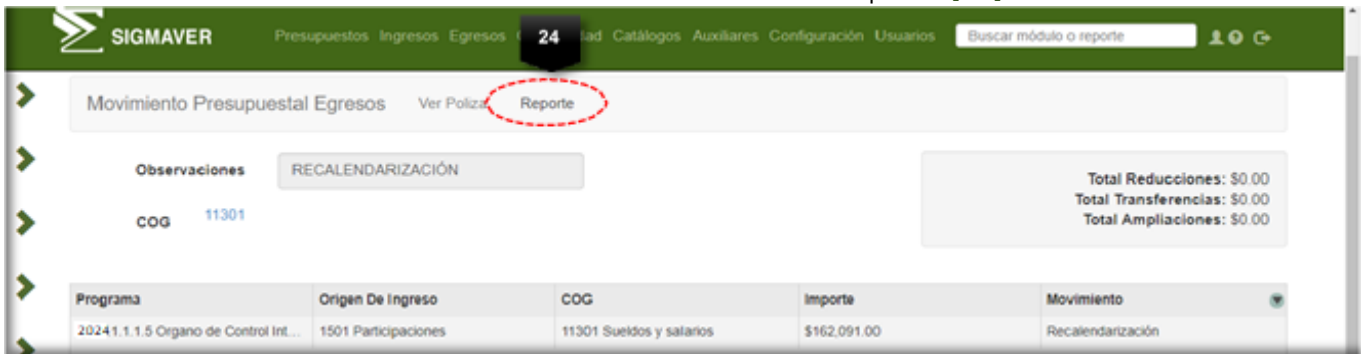 SIGMAVER Presupuestos Ingresos Egresos 24 dad Catálogos Auxiliares Configuración Usuarios Buscar módulo o reporte
Movimiento Presupuestal Egresos Ver Poliza Reporte
Observaciones RECALENDARIZACIÓN
Total Reducciones: $0.00
Total Transferencias: $0.00
COG 11301
Total Ampliaciones: $0.00
Programa Origen De Ingreso COG Importe Movimiento
20241.1.1.5 Organo de Control Int... 1501 Participaciones 11301 Sueldos y salarios $162,091.00 Recalendarización